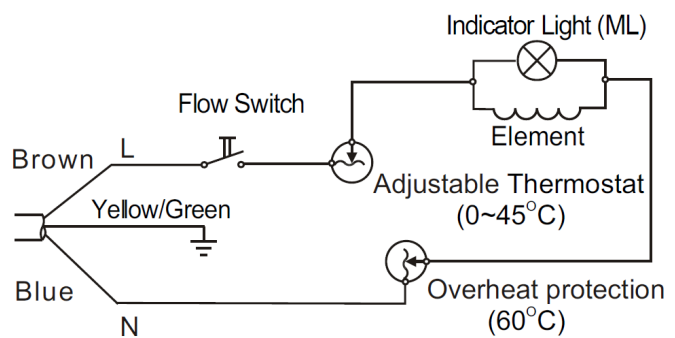 Indicator Light (ML)
Flow Switch
Element
Brown
L
Adjustable Thermostat
(0~45°C)
Yellow/Green
Blue
Overheat protection
(60°C)
N